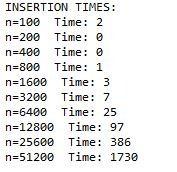 INSERTION TIMES:
n=100  Time: 2
n=200  Time: 0
n=400  Time: 0
n=800  Time: 1
n=1600  Time: 3
n=3200  Time: 7
n=6400  Time: 25
n=12800  Time: 97
n=25600  Time: 386
n=51200  Time: 1730